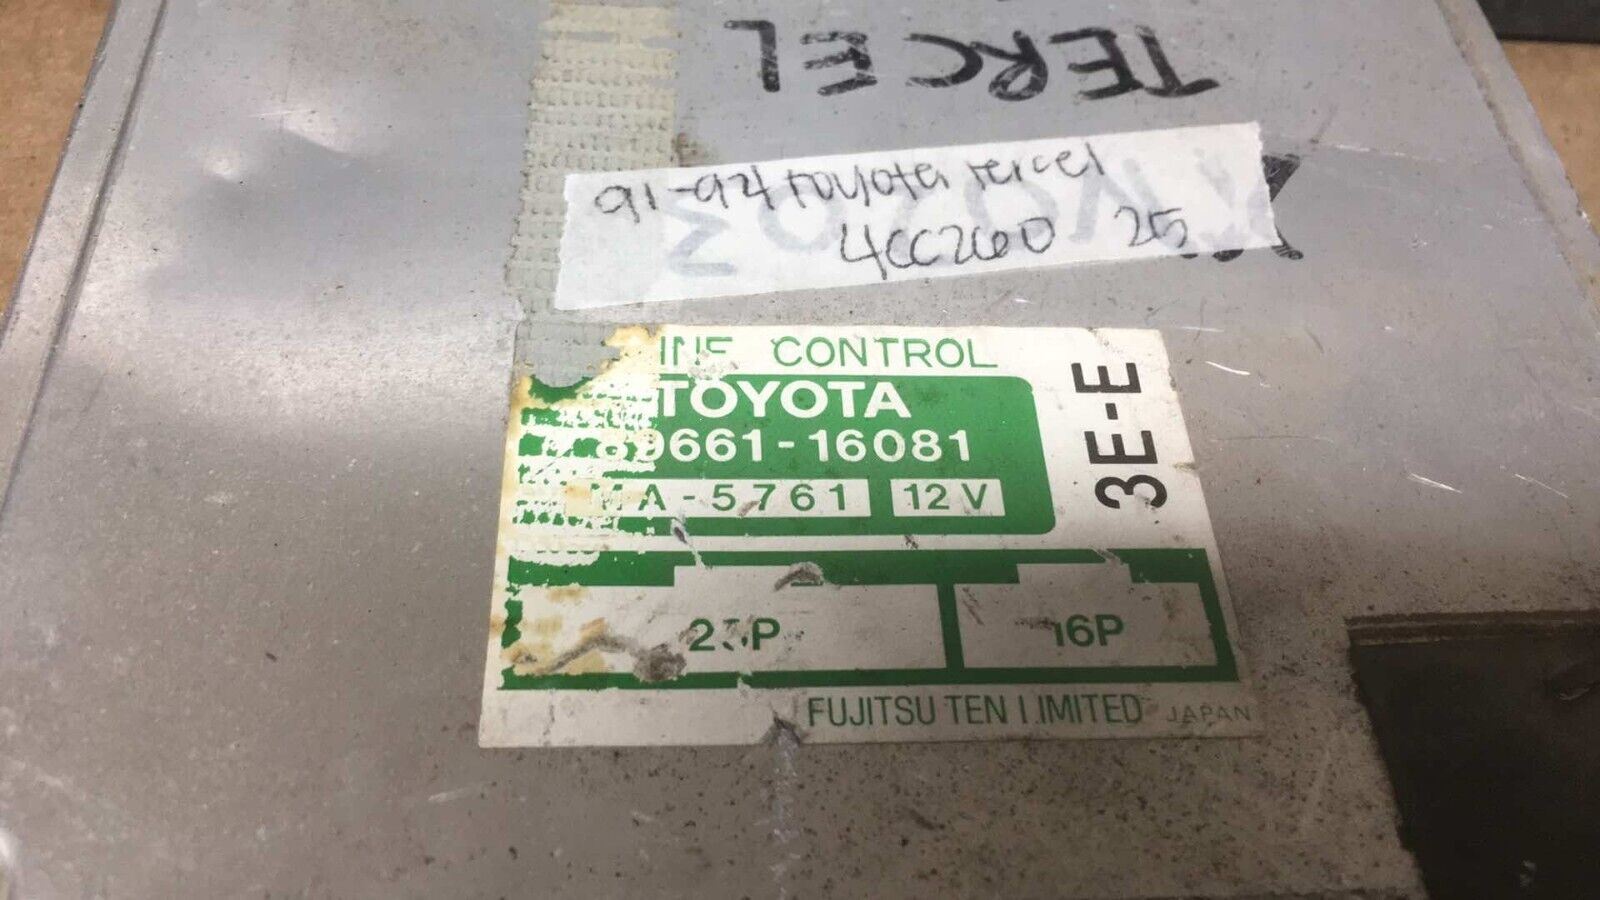 TERCEL
91-94 toyota tercel
4CC260 25
INE CONTROL
TOYOTA
89661-16081
MA-5761 12V
3E-E
16P
FUJITSU TEN LIMITED JAPAN